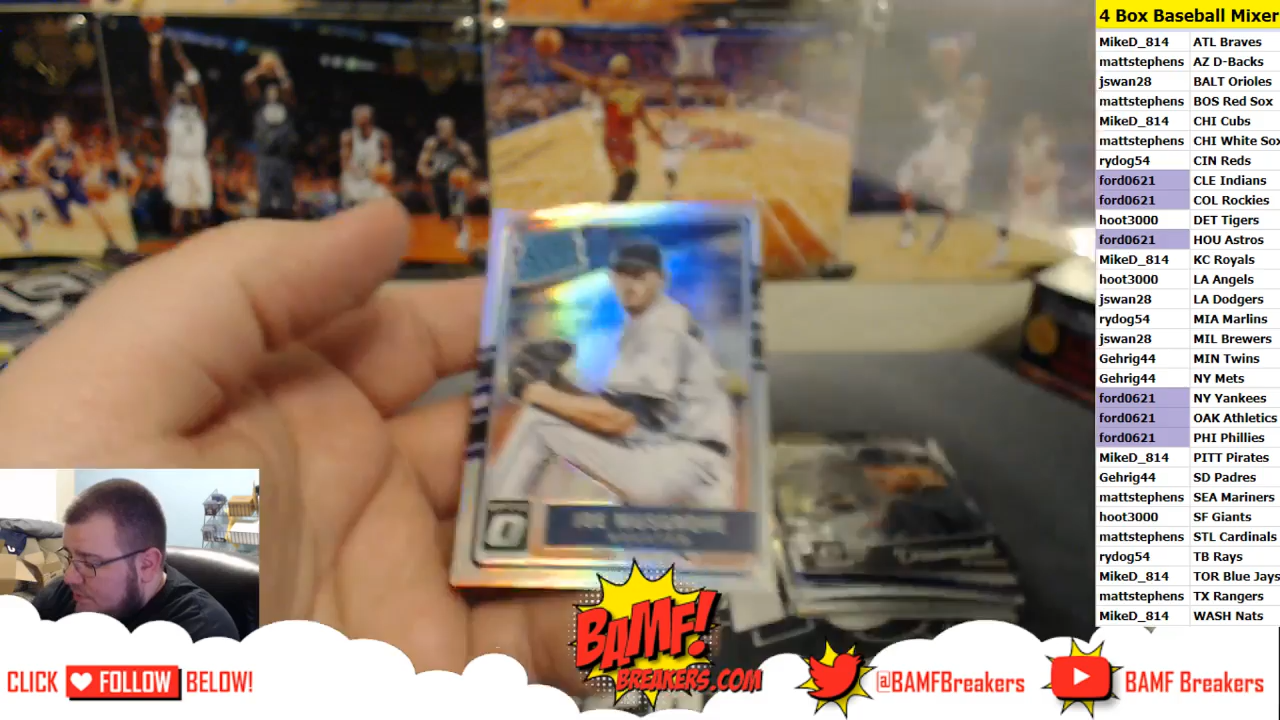 4 Box Baseball Mixer
MikeD_814 ATL Braves
mattstephens AZ D-Backs
jswan28 BALT Orioles
mattstephens BOS Red Sox
MikeD_814 CHI Cubs
mattstephens CHI White Sox
rydog54 CIN Reds
ford0621 CLE Indians
ford0621 COL Rockies
hoot3000 DET Tigers
ford0621 HOU Astros
MikeD_814 KC Royals
hoot3000 LA Angels
jswan28 LA Dodgers
rydog54 MIA Marlins
jswan28 MIL Brewers
Gehrig44 MIN Twins
Gehrig44 NY Mets
ford0621 NY Yankees
ford0621 OAK Athletics
ford0621 PHI Phillies
MikeD_814 PITT Pirates
Gehrig44 SD Padres
mattstephens SEA Mariners
hoot3000 SF Giants
mattstephens STL Cardinals
rydog54 TB Rays
MikeD_814 TOR Blue Jays
mattstephens TX Rangers
MikeD_814 WASH Nats
CLICK FOLLOW BELOW!
BAMF!
BREAKERS.COM
@BAMFBreakers
BAMF Breakers